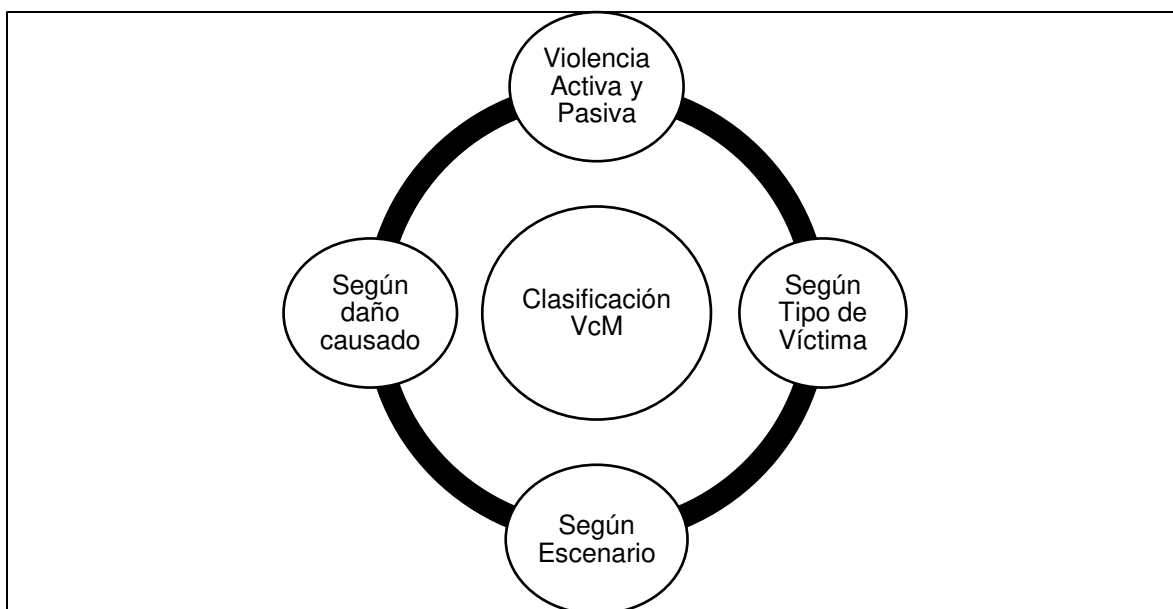 Violencia
Activa y
Pasiva
Según
daño
causado
Clasificación
VcM
Según
Tipo de
Víctima
Según
Escenario